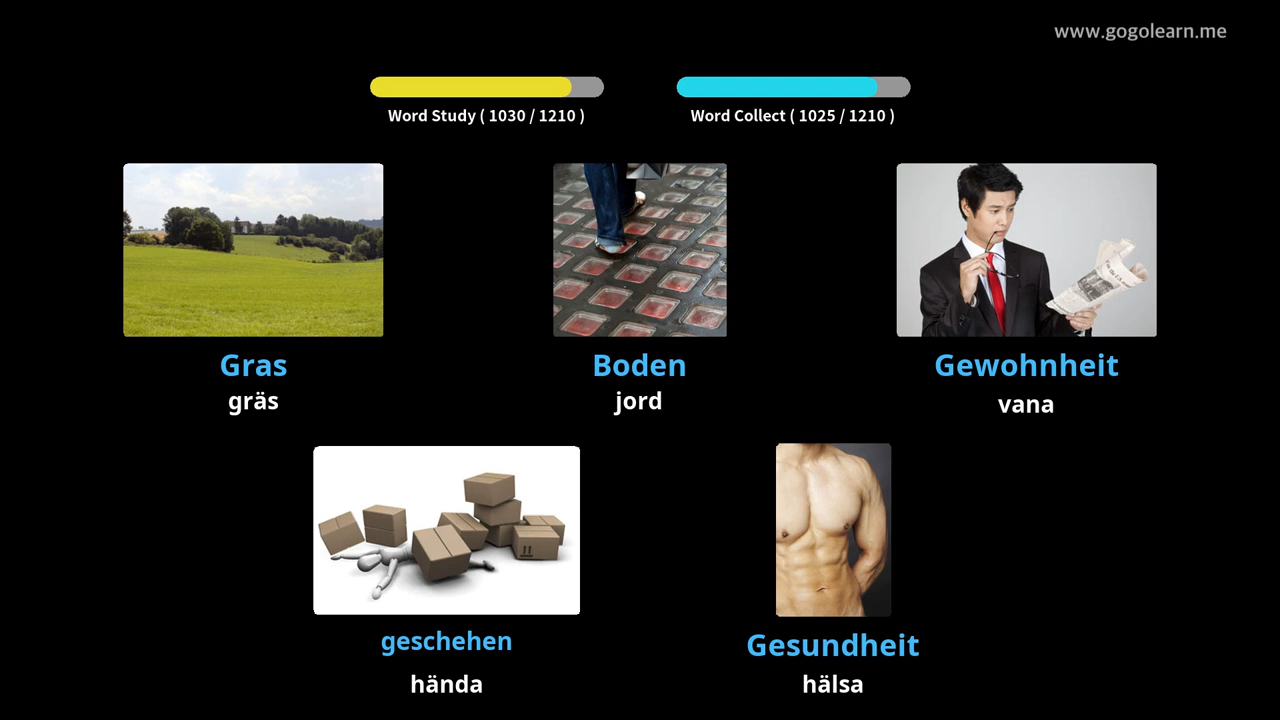 www.gogolearn.me
Word Study ( 1030 / 1210 )
Word Collect ( 1025 / 1210 )
Gras
gräs
Boden
jord
Gewohnheit
vana
geschehen
hända
Gesundheit
hälsa